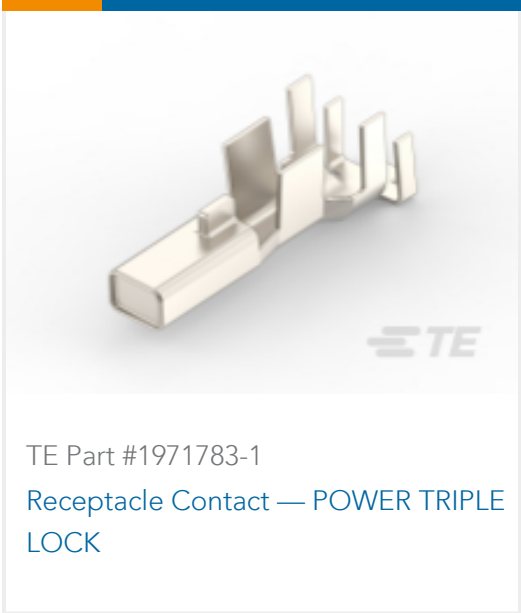 TE
TE Part #1971783-1
Receptacle Contact — POWER TRIPLE
LOCK